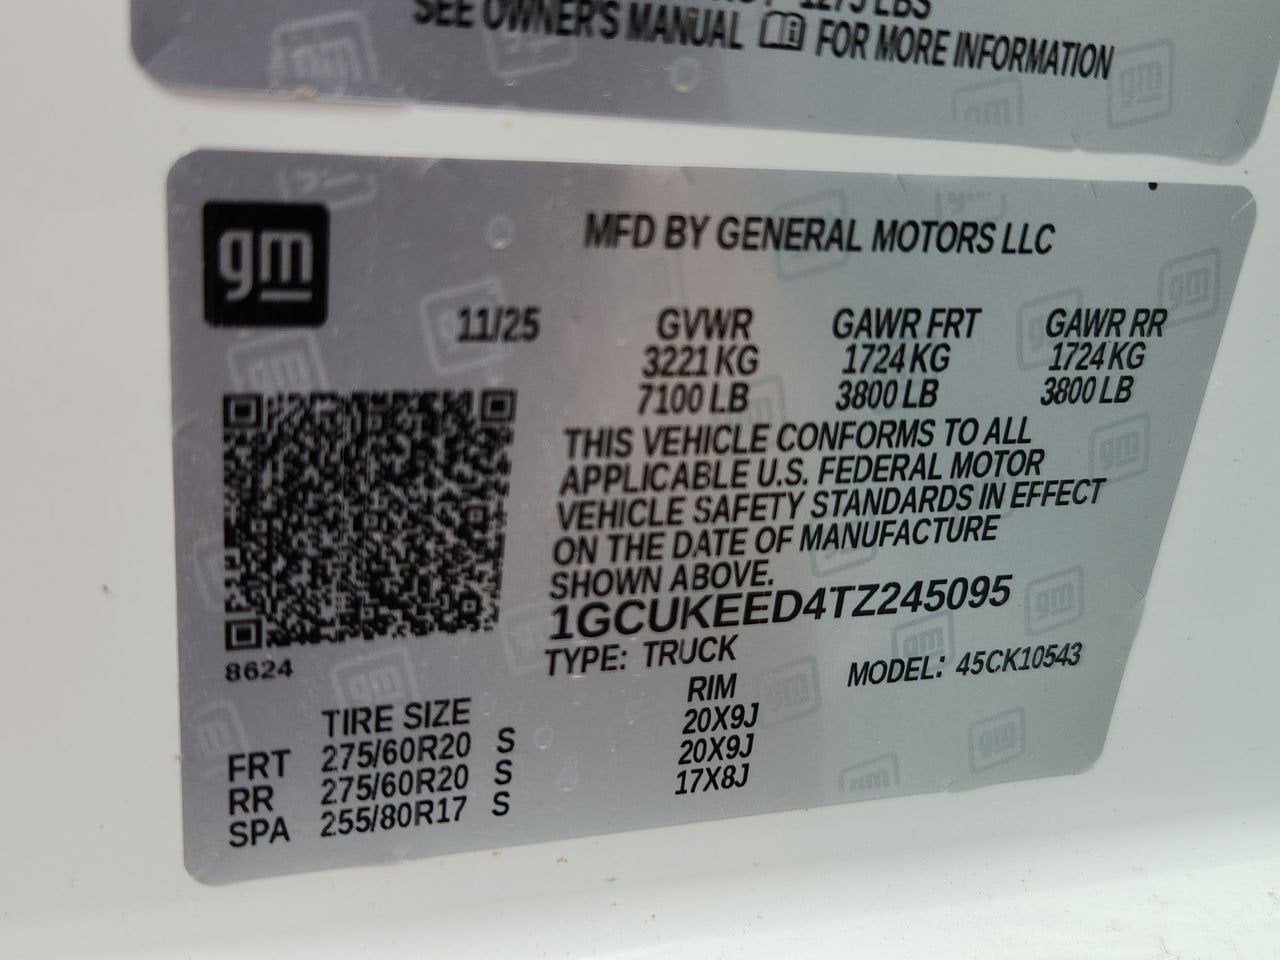 1275 LBS
SEE OWNER'S MANUAL FOR MORE INFORMATION
gm
MFD BY GENERAL MOTORS LLC
11/25 GVWR GAWR FRT GAWR RR
3221 KG 1724 KG 1724 KG
7100 LB 3800 LB 3800 LB
THIS VEHICLE CONFORMS TO ALL
APPLICABLE U.S. FEDERAL MOTOR
VEHICLE SAFETY STANDARDS IN EFFECT
ON THE DATE OF MANUFACTURE
SHOWN ABOVE.
1GCUKEED4TZ245095
8624
TYPE: TRUCK MODEL: 45CK10543
TIRE SIZE RIM
FRT 275/60R20 S 20X9J
RR 275/60R20 S 20X9J
SPA 255/80R17 S 17X8J